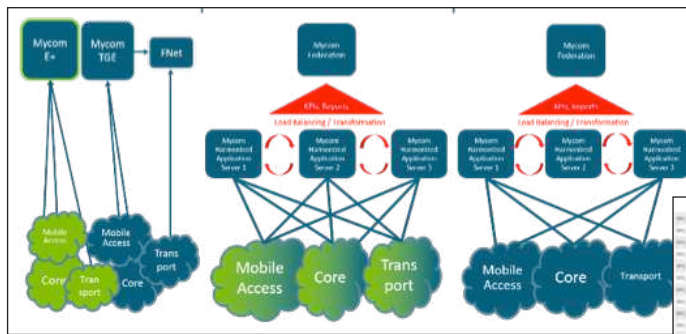 Mycom
E+
Mycom
TGE
FNet
Mobile
Access
Core
Tran
sport
Mobile
Access
Core
Trans
port
Mycom
Federation
KPIs, Reports
Load Balancing / Transformation
Mycom
Harmonized
Application
Server 1
Mycom
Harmonized
Application
Server 2
Mycom
Harmonized
Application
Server 3
Mobile
Access
Core
Trans
port
Mycom
Federation
KPIs, Reports
Load Balancing / Transformation
Mycom
Harmonized
Application
Server 1
Mycom
Harmonized
Application
Server 2
Mycom
Harmonized
Application
Server 3
Mobile
Access
Core
Transport